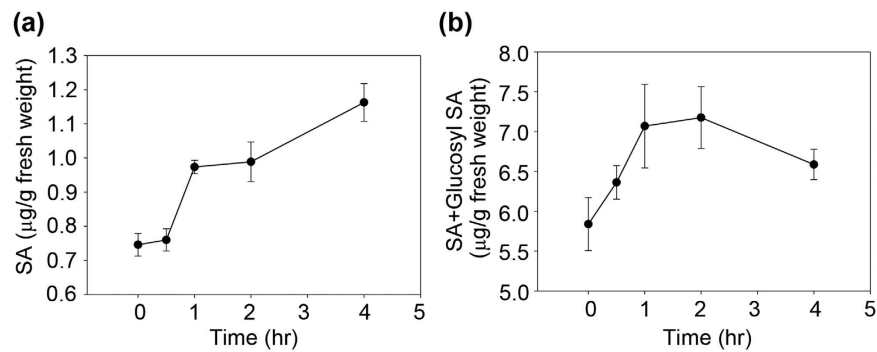 (a)
SA (μg/g fresh weight)
1.3
1.2
1.1
1.0
0.9
0.8
0.7
0.6
0 1 2 3 4 5
Time (hr)
(b)
SA+Glucosyl SA
(μg/g fresh weight)
8.0
7.5
7.0
6.5
6.0
5.5
5.0
0 1 2 3 4 5
Time (hr)